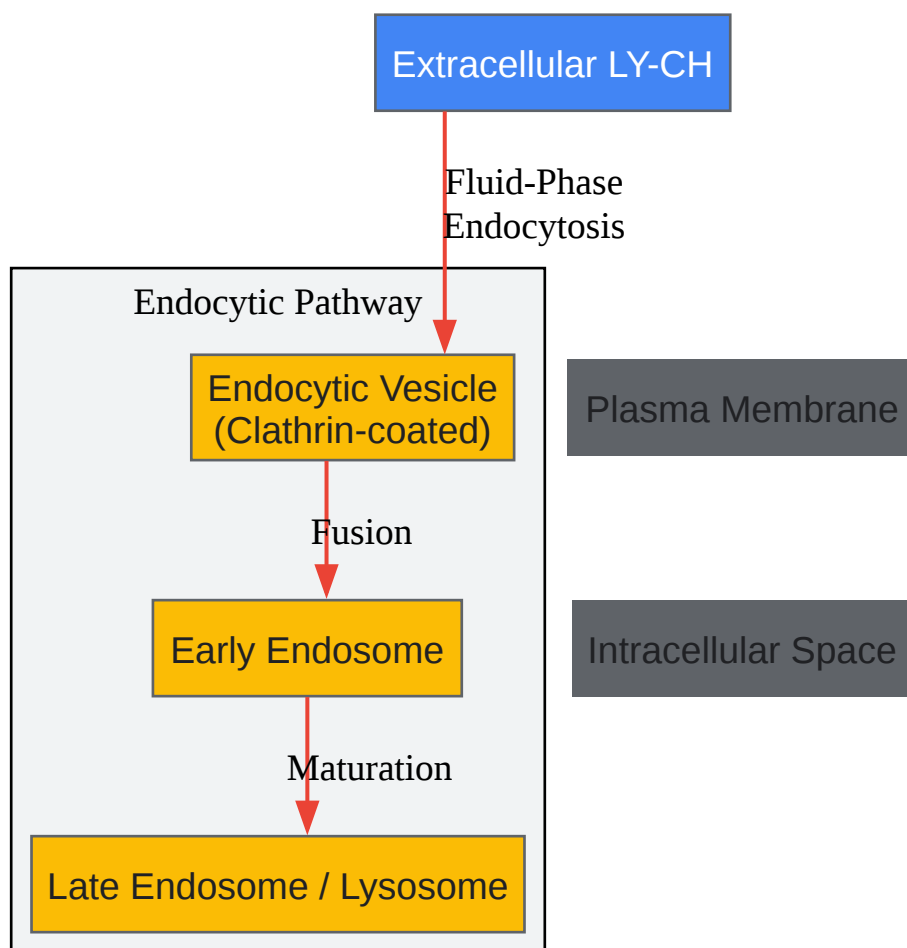 Extracellular LY-CH
Fluid-Phase
Endocytosis
Endocytic Pathway
Endocytic Vesicle
(Clathrin-coated)
Plasma Membrane
Fusion
Early Endosome
Intracellular Space
Maturation
Late Endosome / Lysosome